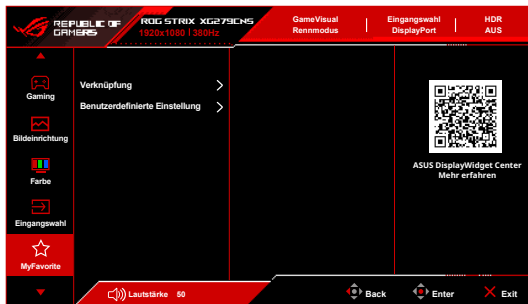 REPUBLIC OF
GAMERS
ROG STRIX XG279CNS
1920x1080 | 380Hz
GameVisual
Rennmodus
Eingangswahl
DisplayPort
HDR
AUS
Gaming
Bildeinrichtung
Farbe
Eingangswahl
MyFavorite
Verknüpfung
Benutzerdefinierte Einstellung
ASUS DisplayWidget Center
Mehr erfahren
Lautstärke 50
Back
Enter
Exit